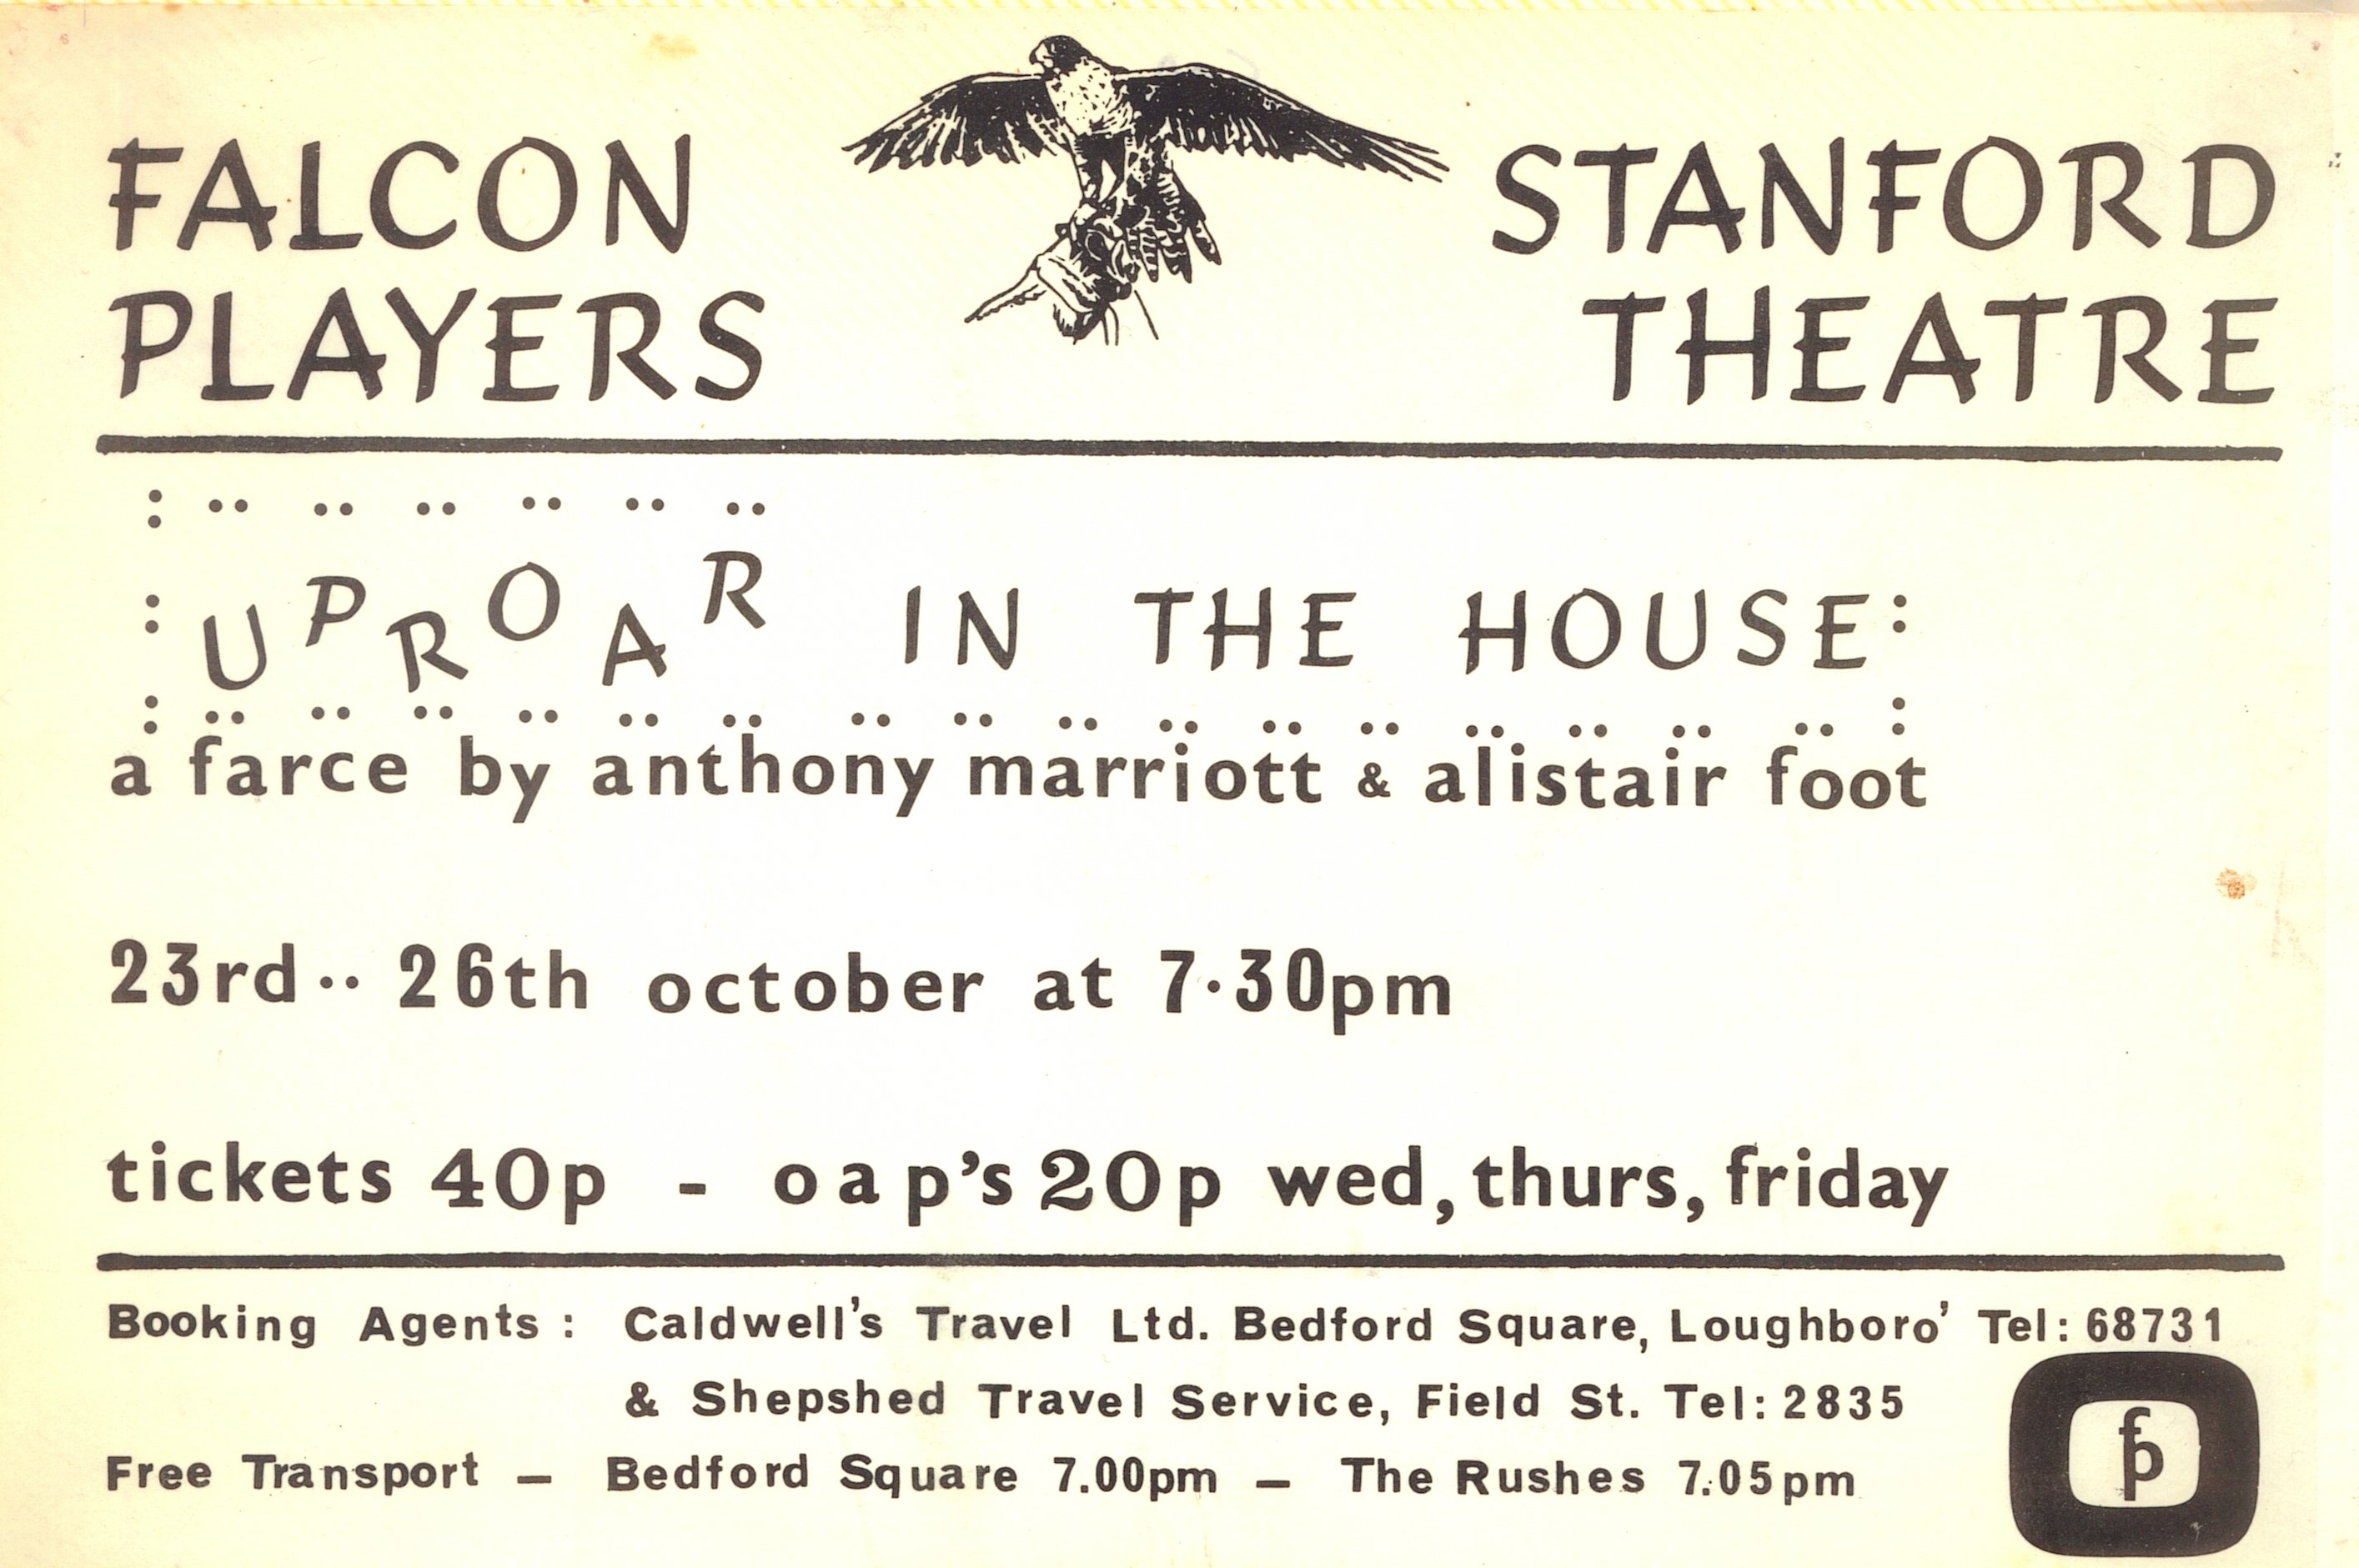 FALCON PLAYERS
STANFORD THEATRE
UPROAR IN THE HOUSE
a farce by anthony marriott & alistair foot
23rd·· 26th october at 7·30pm
tickets 40p - oap's 20p wed, thurs, friday
Booking Agents : Caldwell's Travel Ltd. Bedford Square, Loughboro' Tel: 68731
& Shepshed Travel Service, Field St. Tel: 2835
Free Transport — Bedford Square 7.00pm — The Rushes 7.05pm
fp